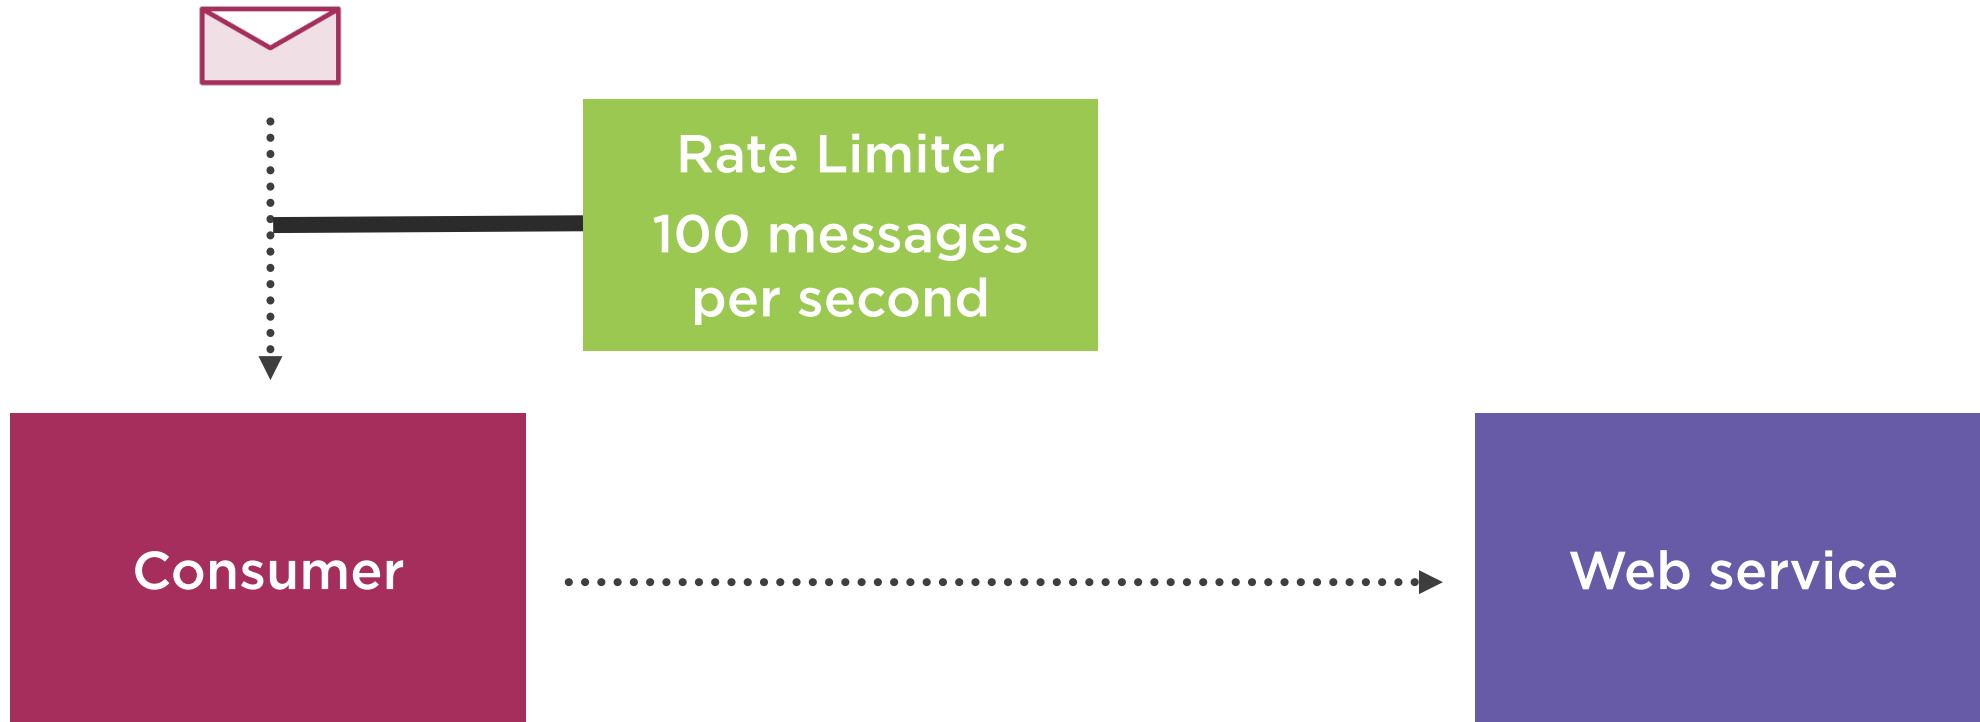 Rate Limiter
100 messages
per second
Consumer
Web service